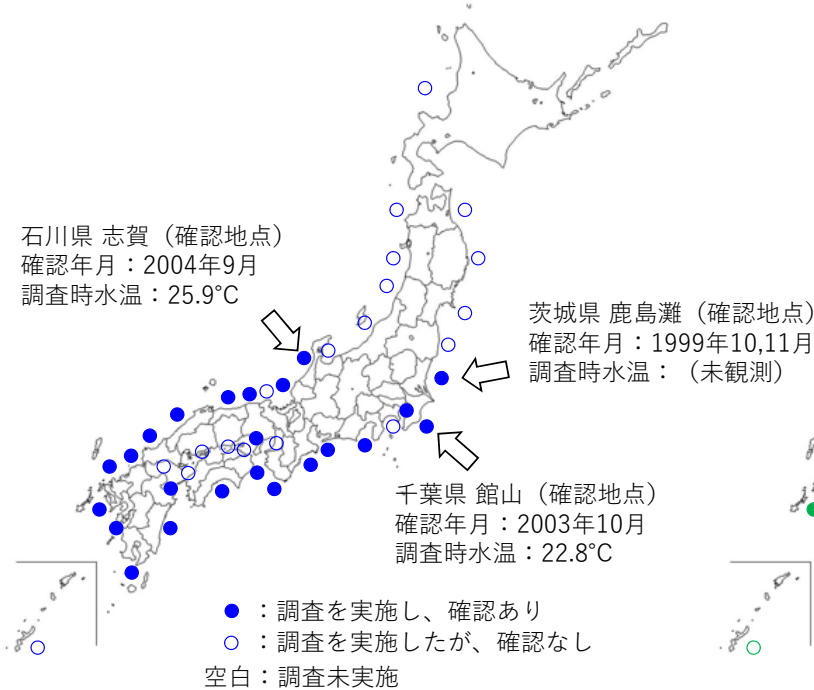 石川県 志賀（確認地点）
確認年月：2004年9月
調査時水温：25.9°C
茨城県 鹿島灘（確認地点）
確認年月：1999年10,11月
調査時水温：（未観測）
千葉県 館山（確認地点）
確認年月：2003年10月
調査時水温：22.8°C
●：調査を実施し、確認あり
○：調査を実施したが、確認なし
空白：調査未実施